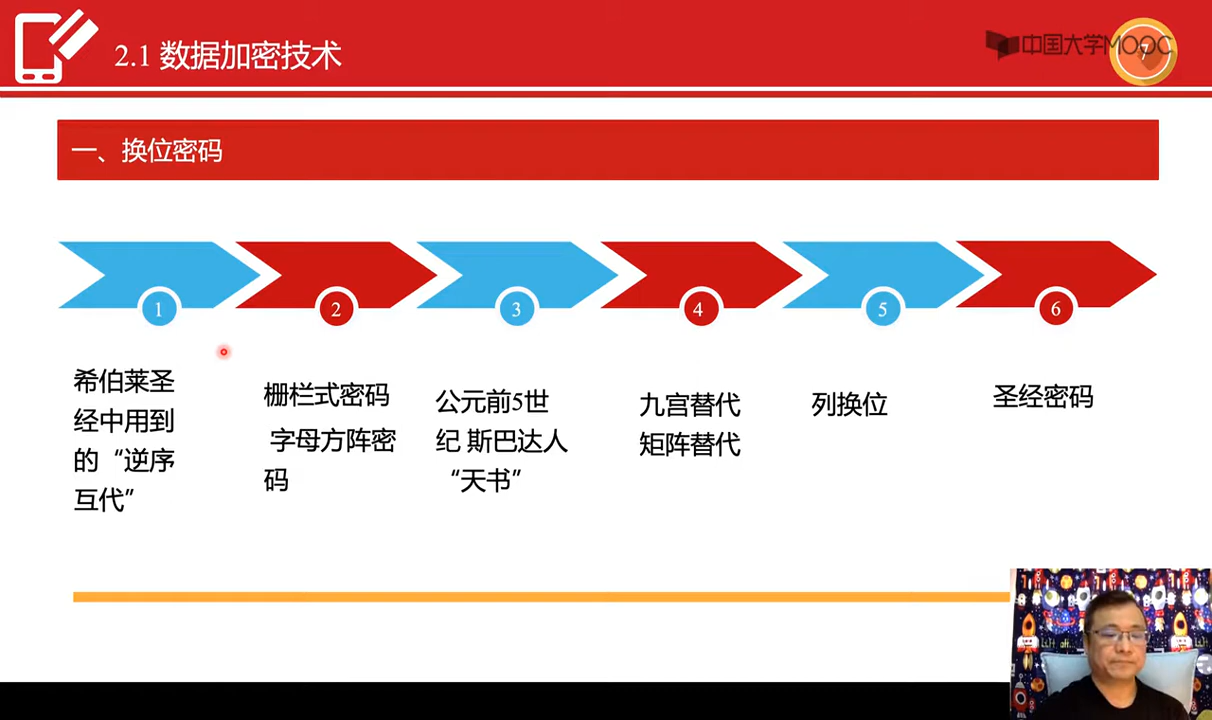 2.1 数据加密技术
中国大学MOOC
7
一、换位密码
1
2
3
4
5
6
希伯莱圣
经中用到
的“逆序
互代”
栅栏式密码
字母方阵密
码
公元前5世
纪 斯巴达人
“天书”
九宫替代
矩阵替代
列换位
圣经密码